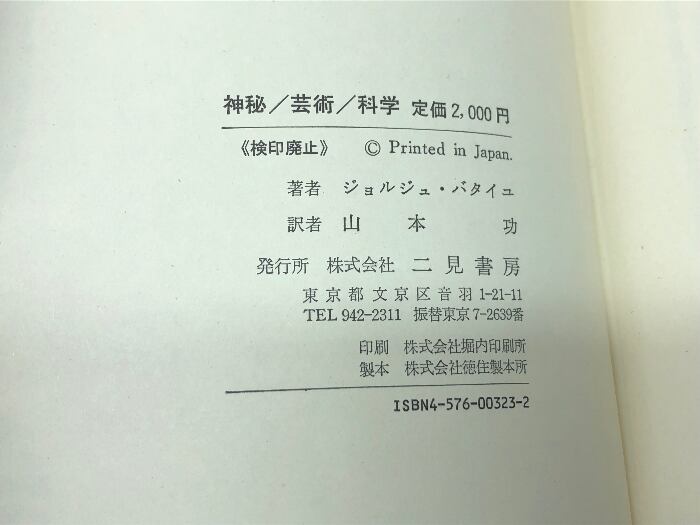 神秘／芸術／科学 定価2,000円
《検印廃止》 © Printed in Japan.
著者 ジョルジュ・バタイユ
訳者 山本 功
発行所 株式会社 二見書房
東京都文京区音羽1-21-11
TEL 942-2311 振替東京7-2639番
印刷 株式会社堀内印刷所
製本 株式会社徳住製本所
ISBN4-576-00323-2